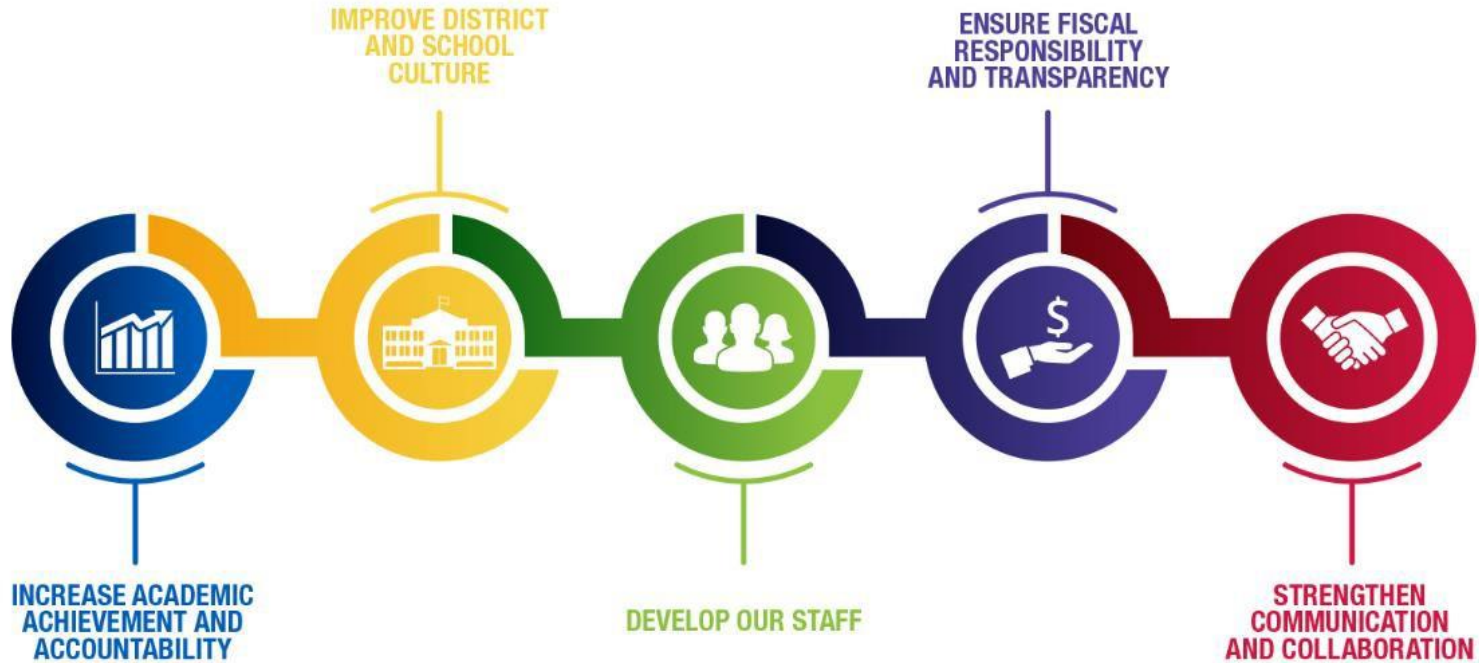 IMPROVE DISTRICT
AND SCHOOL
CULTURE
ENSURE FISCAL
RESPONSIBILITY
AND TRANSPARENCY
$
INCREASE ACADEMIC
ACHIEVEMENT AND
ACCOUNTABILITY
DEVELOP OUR STAFF
STRENGTHEN
COMMUNICATION
AND COLLABORATION